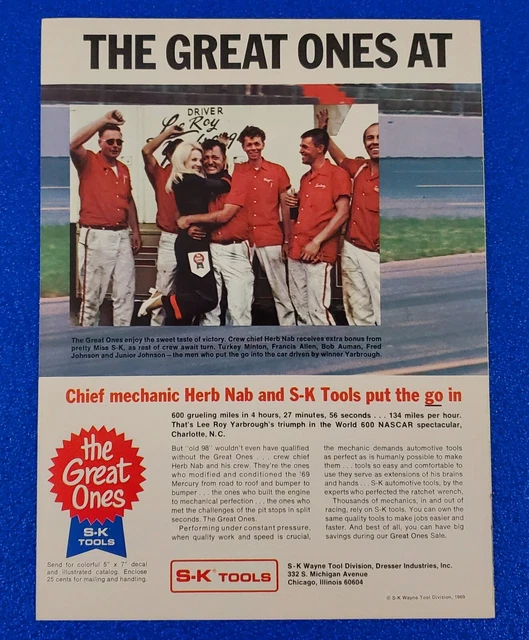 THE GREAT ONES AT
DRIVER
Lee Roy
The Great Ones enjoy the sweet taste of victory. Crew chief Herb Nab receives extra bonus from
pretty Miss S-K, as rest of crew await turn. Turkey Minton, Francis Allen, Bob Auman, Fred
Johnson and Junior Johnson—the men who put the go into the car driven by winner Yarbrough.
Chief mechanic Herb Nab and S-K Tools put the go in
600 grueling miles in 4 hours, 27 minutes, 56 seconds . . . 134 miles per hour.
That's Lee Roy Yarbrough's triumph in the World 600 NASCAR spectacular,
Charlotte, N.C.
But "old 98" wouldn't even have qualified
without the Great Ones . . . crew chief
Herb Nab and his crew. They're the ones
who modified and conditioned the '69
Mercury from road to roof and bumper to
bumper . . . the ones who built the engine
to mechanical perfection . . . the ones who
met the challenges of the pit stops in split
seconds. The Great Ones.
Performing under constant pressure,
when quality work and speed is crucial,
the mechanic demands automotive tools
as perfect as is humanly possible to make
them . . . tools so easy and comfortable to
use they serve as extensions of his brains
and hands . . . S-K automotive tools, by the
experts who perfected the ratchet wrench.
Thousands of mechanics, in and out of
racing, rely on S-K tools. You can own the
same quality tools to make jobs easier and
faster. And best of all, you can have big
savings during our Great Ones Sale.
the
Great
Ones
S-K
TOOLS
Send for colorful 5" x 7" decal
and illustrated catalog. Enclose
25 cents for mailing and handling.
S-K TOOLS
S-K Wayne Tool Division, Dresser Industries, Inc.
332 S. Michigan Avenue
Chicago, Illinois 60604
© S-K Wayne Tool Division, 1969